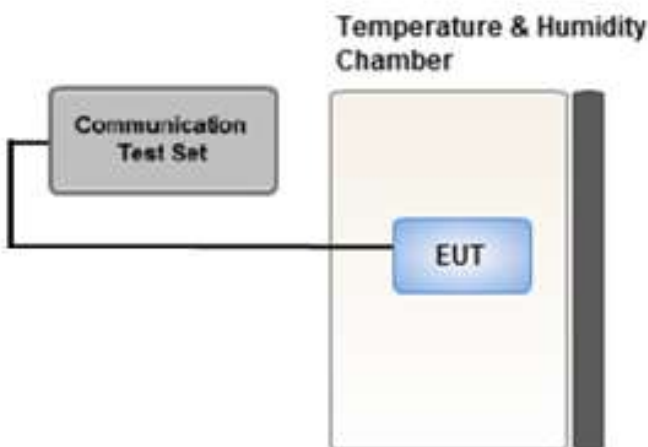 Temperature & Humidity
Chamber
Communication
Test Set
EUT